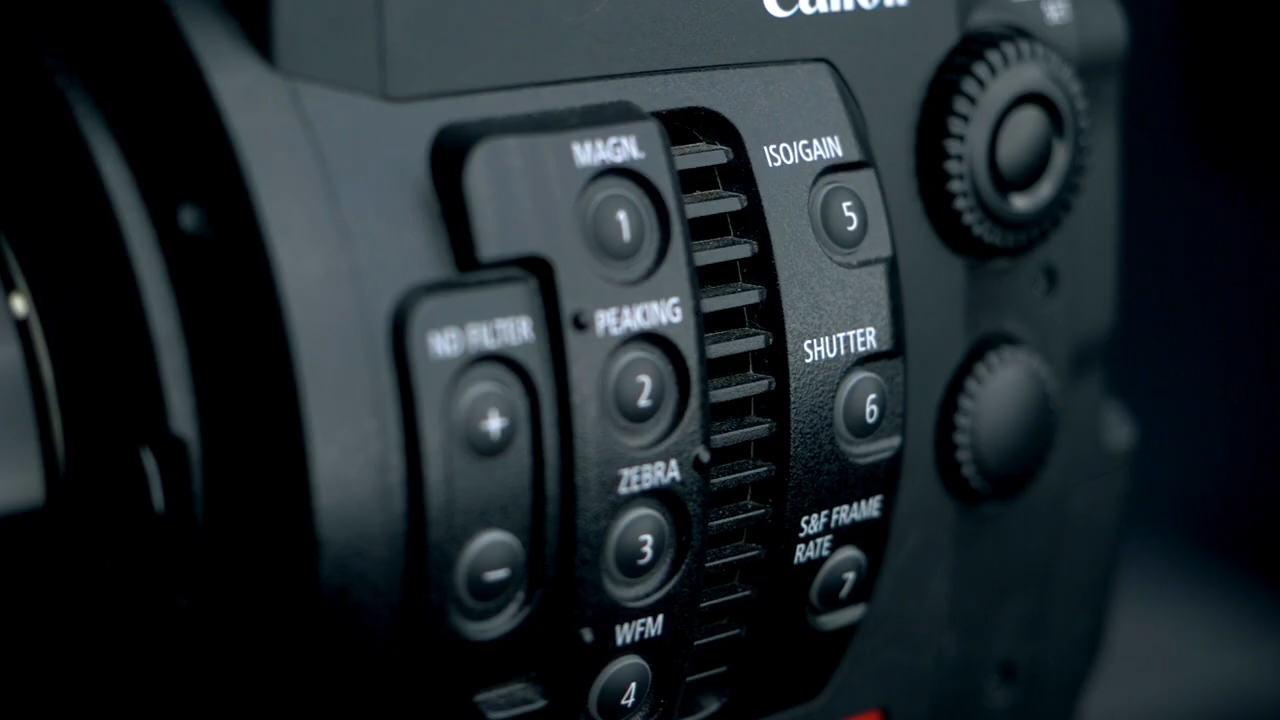 Canon
MAGN.
1
ND FILTER
+
-
PEAKING
2
ZEBRA
3
WFM
4
ISO/GAIN
5
SHUTTER
6
S&F FRAME
RATE
7